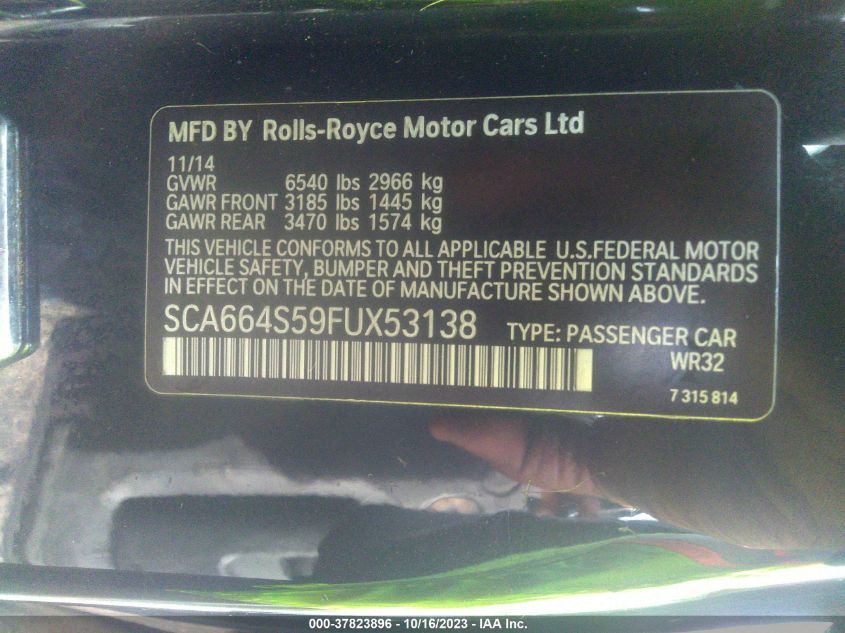 MFD BY Rolls-Royce Motor Cars Ltd
11/14
GVWR 6540 lbs 2966 kg
GAWR FRONT 3185 lbs 1445 kg
GAWR REAR 3470 lbs 1574 kg
THIS VEHICLE CONFORMS TO ALL APPLICABLE U.S.FEDERAL MOTOR
VEHICLE SAFETY, BUMPER AND THEFT PREVENTION STANDARDS
IN EFFECT ON THE DATE OF MANUFACTURE SHOWN ABOVE.
SCA664S59FUX53138 TYPE: PASSENGER CAR
WR32
7 315 814
000-37823896 - 10/16/2023 - IAA Inc.